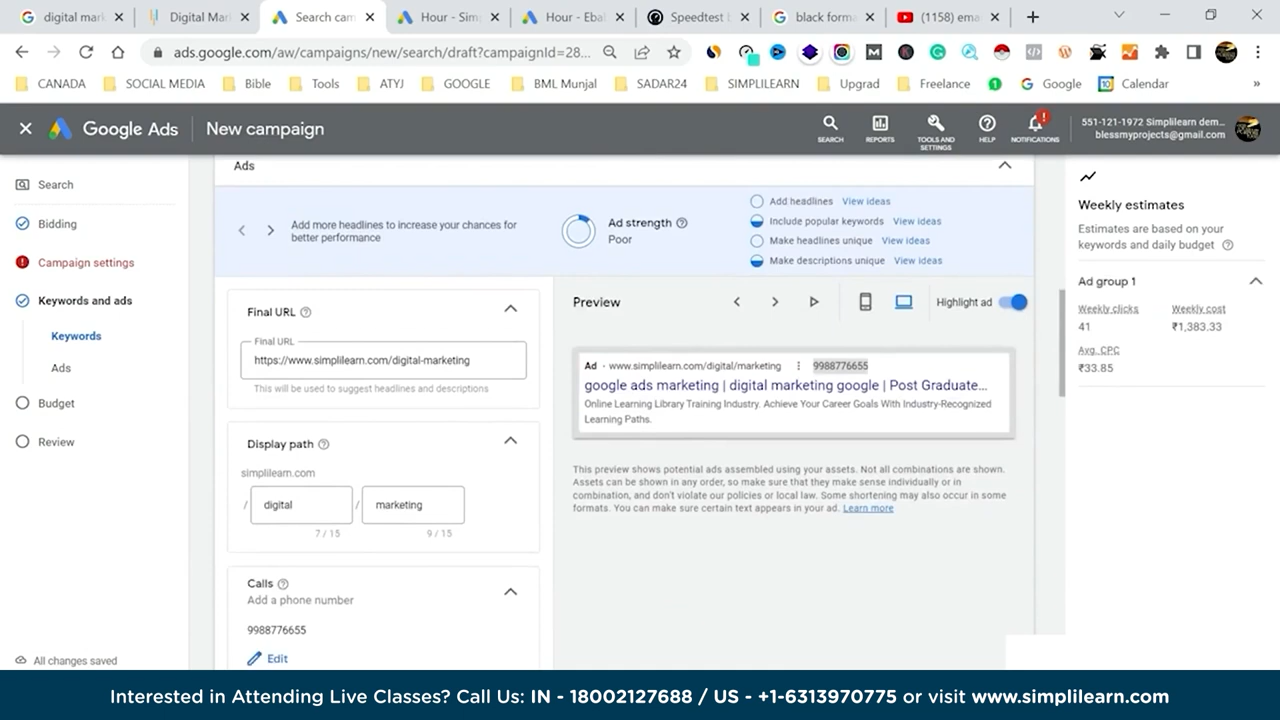 digital mark
Digital Mar
Search cam
Hour - Simp
Hour - Eba
Speedtest b
black forma
(1158) ema
ads.google.com/aw/campaigns/new/search/draft?campaignId=28...
CANADA
SOCIAL MEDIA
Bible
Tools
ATYJ
GOOGLE
BML Munjal
SADAR24
SIMPLILEARN
Upgrad
Freelance
Google
Calendar
Google Ads
New campaign
SEARCH
REPORTS
TOOLS AND
SETTINGS
HELP
NOTIFICATIONS
551-121-1972 Simplilearn dem...
blessmyprojects@gmail.com
Search
Bidding
Campaign settings
Keywords and ads
Keywords
Ads
Budget
Review
All changes saved
Ads
Add more headlines to increase your chances for
better performance
Ad strength
Poor
Add headlines View ideas
Include popular keywords View ideas
Make headlines unique View ideas
Make descriptions unique View ideas
Final URL
Final URL
https://www.simplilearn.com/digital-marketing
This will be used to suggest headlines and descriptions
Display path
simplilearn.com
/ digital / marketing
7 / 15 9 / 15
Calls
Add a phone number
9988776655
Edit
Preview
Highlight ad
Ad · www.simplilearn.com/digital/marketing 9988776655
google ads marketing | digital marketing google | Post Graduate...
Online Learning Library Training Industry. Achieve Your Career Goals With Industry-Recognized
Learning Paths.
This preview shows potential ads assembled using your assets. Not all combinations are shown.
Assets can be shown in any order, so make sure that they make sense individually or in
combination, and don't violate our policies or local law. Some shortening may also occur in some
formats. You can make sure certain text appears in your ad. Learn more
Weekly estimates
Estimates are based on your
keywords and daily budget
Ad group 1
Weekly clicks Weekly cost
41 ₹1,383.33
Avg. CPC
₹33.85
Interested in Attending Live Classes? Call Us: IN - 18002127688 / US - +1-6313970775 or visit www.simplilearn.com